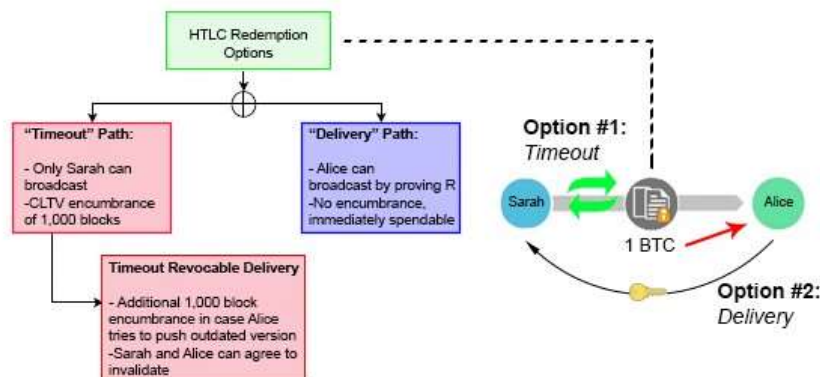 HTLC Redemption
Options
“Timeout” Path:
- Only Sarah can
broadcast
-CLTV encumbrance
of 1,000 blocks
“Delivery” Path:
- Alice can
broadcast by proving R
-No encumbrance,
immediately spendable
Timeout Revocable Delivery
- Additional 1,000 block
encumbrance in case Alice
tries to push outdated version
-Sarah and Alice can agree to
invalidate
Option #1:
Timeout
Sarah
Alice
1 BTC
Option #2:
Delivery